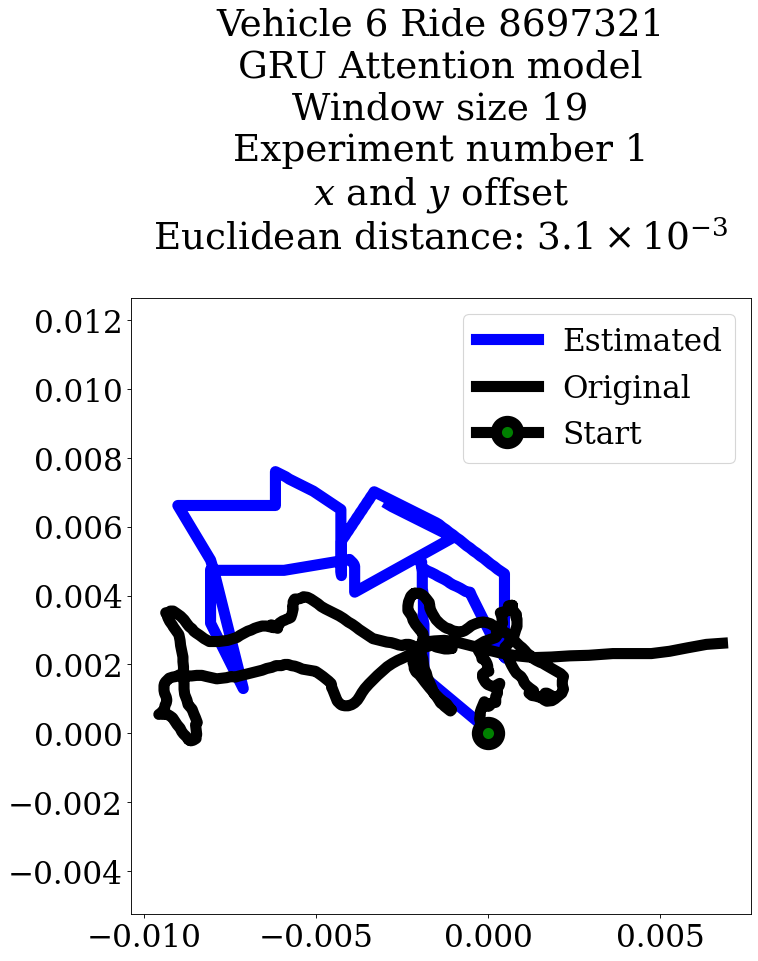 Vehicle 6 Ride 8697321
GRU Attention model
Window size 19
Experiment number 1
x and y offset
Euclidean distance: 3.1 × 10⁻³
Estimated
Original
Start
0.012
0.010
0.008
0.006
0.004
0.002
0.000
−0.002
−0.004
−0.010 −0.005 0.000 0.005